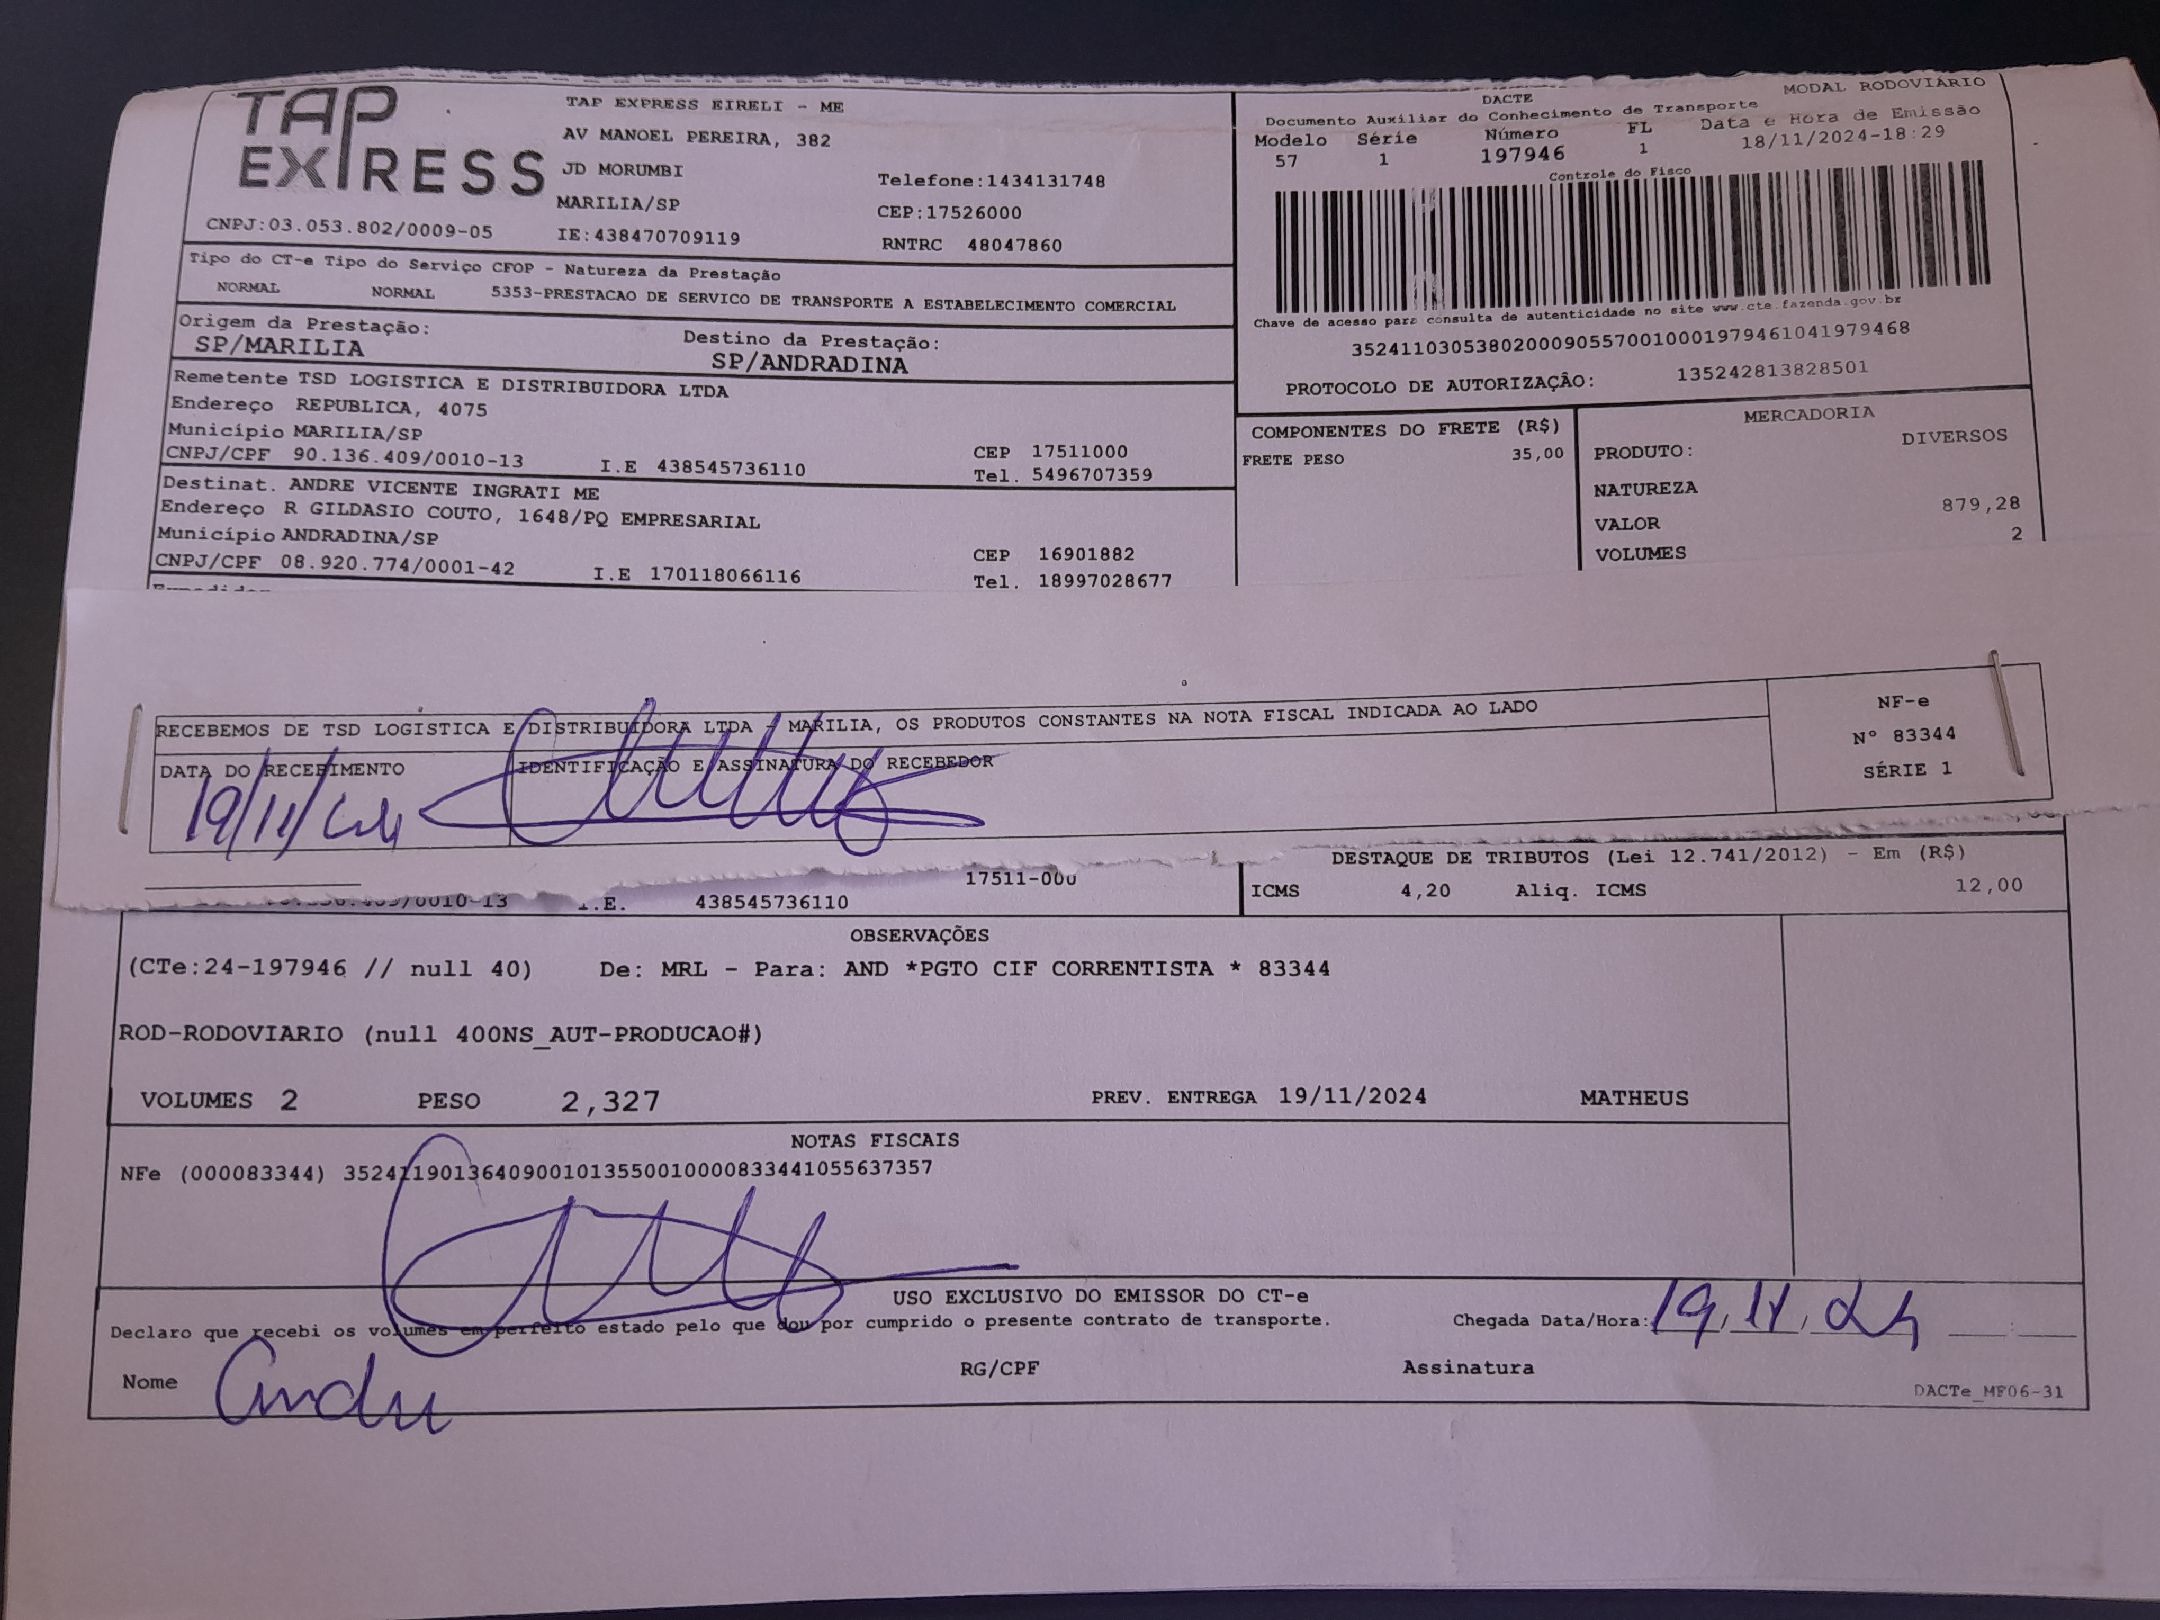 TAP EXPRESS
TAP EXPRESS EIRELI - ME
AV MANOEL PEREIRA, 382
JD MORUMBI
Telefone:1434131748
MARILIA/SP
CEP:17526000
CNPJ:03.053.802/0009-05
IE:438470709119
RNTRC 48047860
DACTE
MODAL RODOVIÁRIO
Documento Auxiliar do Conhecimento de Transporte
Modelo Série Número FL Data e Hora de Emissão
57 1 197946 1 18/11/2024-18:29
Controle do Fisco
Chave de acesso para consulta de autenticidade no site www.cte.fazenda.gov.br
35241103053802000905570010001979461041979468
PROTOCOLO DE AUTORIZAÇÃO: 135242813828501
Tipo do CT-e Tipo do Serviço CFOP - Natureza da Prestação
NORMAL NORMAL 5353-PRESTACAO DE SERVICO DE TRANSPORTE A ESTABELECIMENTO COMERCIAL
Origem da Prestação: Destino da Prestação:
SP/MARILIA SP/ANDRADINA
Remetente TSD LOGISTICA E DISTRIBUIDORA LTDA
Endereço REPUBLICA, 4075
Município MARILIA/SP
CEP 17511000
CNPJ/CPF 90.136.409/0010-13 I.E 438545736110 Tel. 5496707359
Destinat. ANDRE VICENTE INGRATI ME
Endereço R GILDASIO COUTO, 1648/PQ EMPRESARIAL
Município ANDRADINA/SP
CEP 16901882
CNPJ/CPF 08.920.774/0001-42 I.E 170118066116 Tel. 18997028677
COMPONENTES DO FRETE (R$)
FRETE PESO 35,00
MERCADORIA
PRODUTO: DIVERSOS
NATUREZA
VALOR 879,28
VOLUMES 2
RECEBEMOS DE TSD LOGÍSTICA E DISTRIBUIDORA LTDA - MARILIA, OS PRODUTOS CONSTANTES NA NOTA FISCAL INDICADA AO LADO
DATA DO RECEBIMENTO
IDENTIFICAÇÃO E ASSINATURA DO RECEBEDOR
19/11/24
NF-e
Nº 83344
SÉRIE 1
17511-000
I.E. 438545736110
DESTAQUE DE TRIBUTOS (Lei 12.741/2012) - Em (R$)
ICMS 4,20 Aliq. ICMS 12,00
OBSERVAÇÕES
(CTe:24-197946 // null 40) De: MRL - Para: AND *PGTO CIF CORRENTISTA * 83344
ROD-RODOVIARIO (null 400NS_AUT-PRODUCAO#)
VOLUMES 2 PESO 2,327 PREV. ENTREGA 19/11/2024 MATHEUS
NOTAS FISCAIS
NFe (000083344) 35241190136409001013550010000833441055637357
USO EXCLUSIVO DO EMISSOR DO CT-e
Declaro que recebi os volumes em perfeito estado pelo que dou por cumprido o presente contrato de transporte.
Chegada Data/Hora: 19,11,24
Nome Andre RG/CPF Assinatura
DACTe_MF06-31